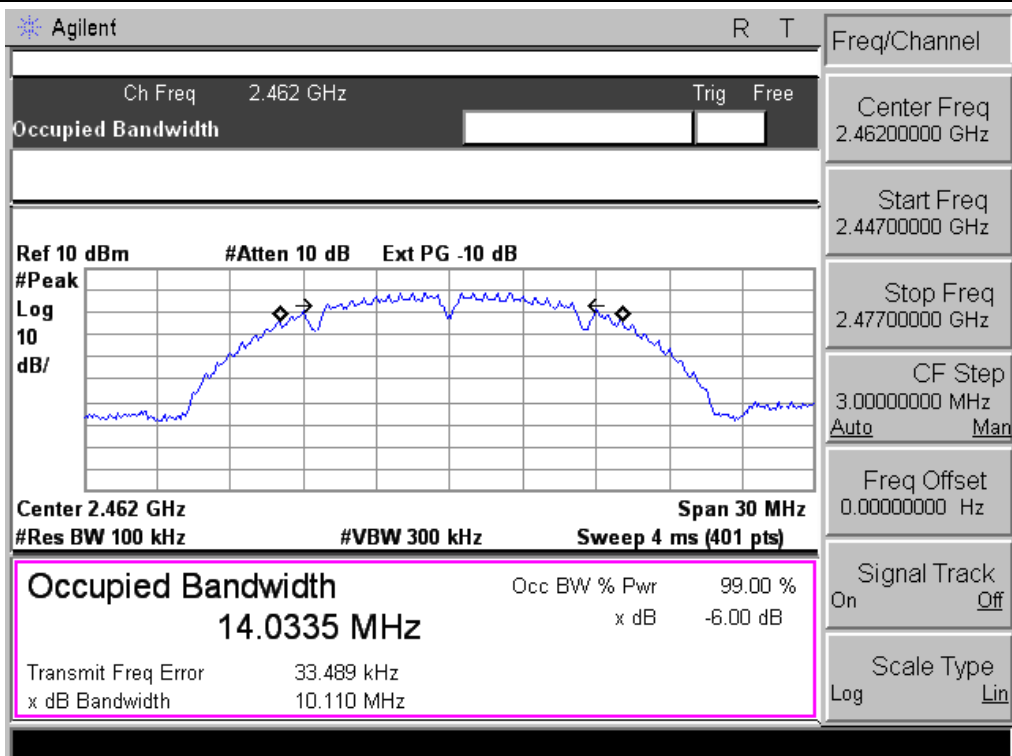 Agilent R T
Ch Freq 2.462 GHz Trig Free
Occupied Bandwidth
Ref 10 dBm #Atten 10 dB Ext PG -10 dB
#Peak
Log
10
dB/
Center 2.462 GHz Span 30 MHz
#Res BW 100 kHz #VBW 300 kHz Sweep 4 ms (401 pts)
Occupied Bandwidth Occ BW % Pwr 99.00 %
14.0335 MHz x dB -6.00 dB
Transmit Freq Error 33.489 kHz
x dB Bandwidth 10.110 MHz
Freq/Channel
Center Freq
2.46200000 GHz
Start Freq
2.44700000 GHz
Stop Freq
2.47700000 GHz
CF Step
3.00000000 MHz
Auto Man
Freq Offset
0.00000000 Hz
Signal Track
On Off
Scale Type
Log Lin